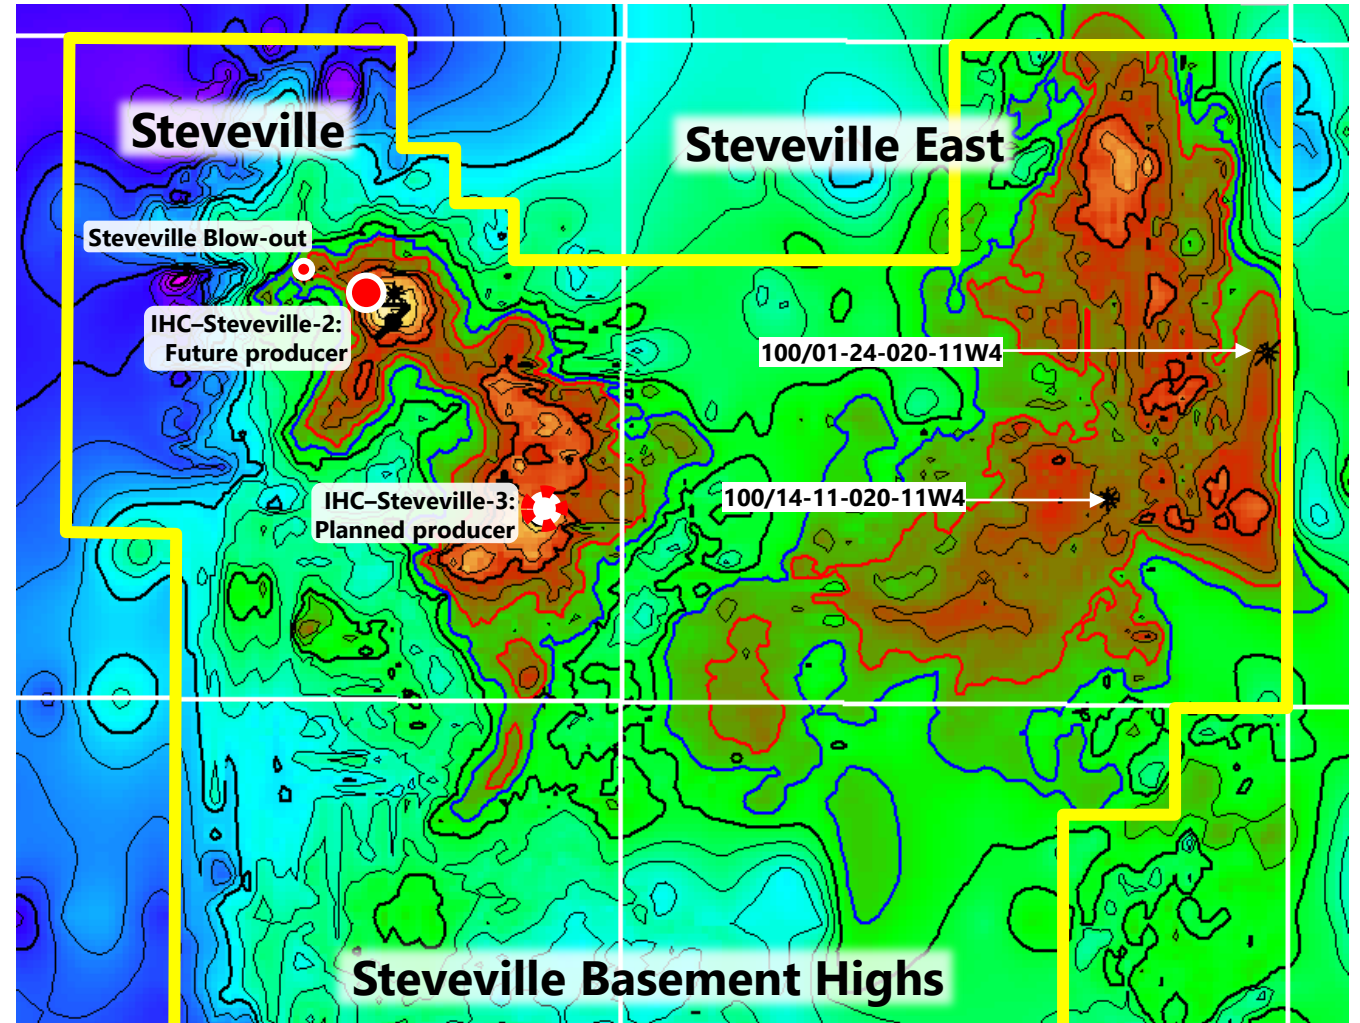 Steveville
Steveville East
Steveville Blow-out
IHC–Steveville-2:
Future producer
100/01-24-020-11W4
IHC–Steveville-3:
Planned producer
100/14-11-020-11W4
Steveville Basement Highs